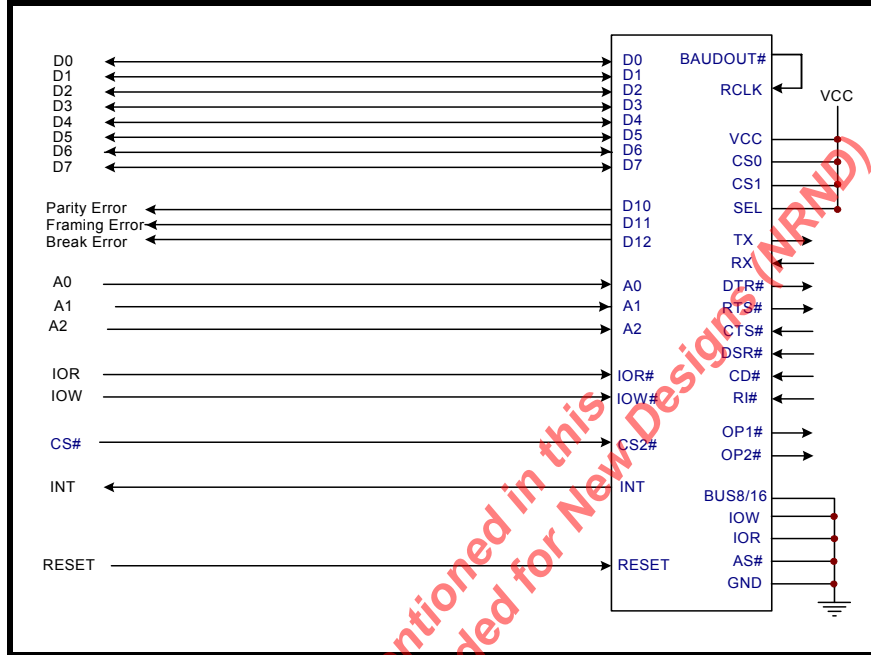 D0
D1
D2
D3
D4
D5
D6
D7
Parity Error
Framing Error
Break Error
A0
A1
A2
IOR
IOW
CS#
INT
RESET
D0
D1
D2
D3
D4
D5
D6
D7
D10
D11
D12
A0
A1
A2
IOR#
IOW#
CS2#
INT
RESET
BAUDOUT#
RCLK
VCC
CS0
CS1
SEL
TX
RX
DTR#
RTS#
CTS#
DSR#
CD#
RI#
OP1#
OP2#
BUS8/16
IOW
IOR
AS#
GND
VCC
ntioned in this
ded for New Designs (NRND)